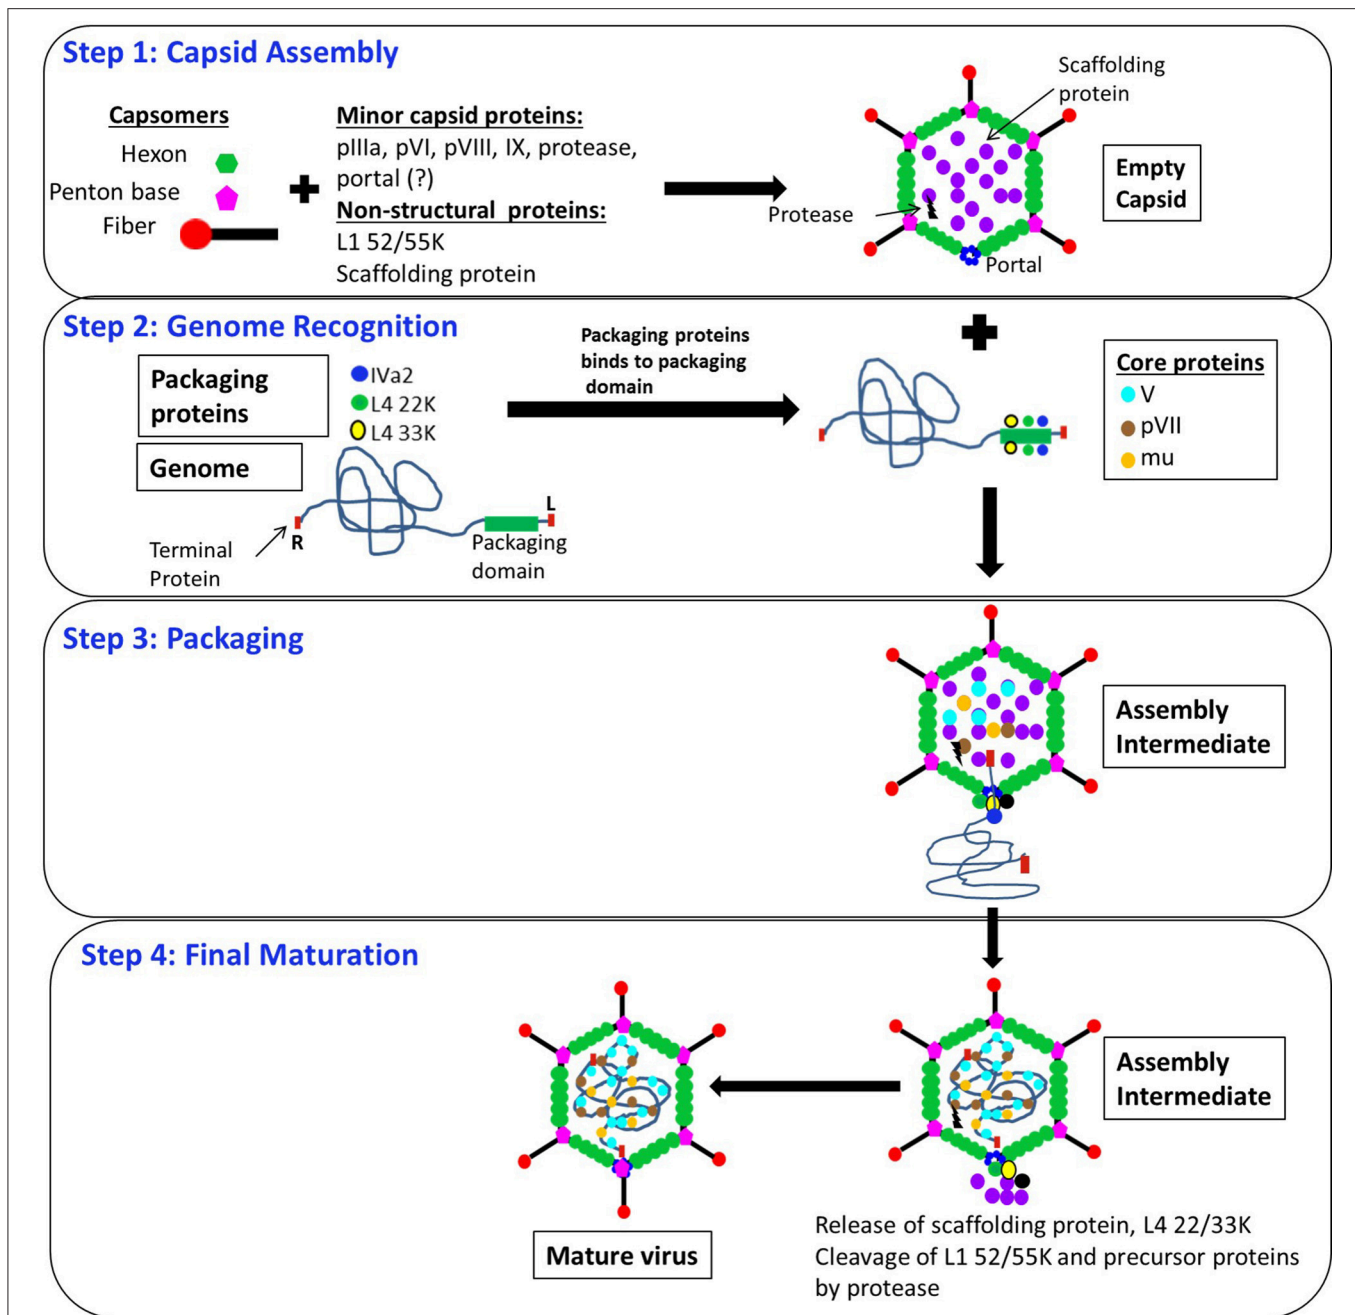 Step 1: Capsid Assembly
Capsomers
Hexon
Penton base
Fiber
Minor capsid proteins:
pIIIa, pVI, pVIII, IX, protease,
portal (?)
Non-structural proteins:
L1 52/55K
Scaffolding protein
Scaffolding
protein
Protease
Portal
Empty
Capsid
Step 2: Genome Recognition
Packaging
proteins
IVa2
L4 22K
L4 33K
Genome
Terminal
Protein
R
L
Packaging
domain
Packaging proteins
binds to packaging
domain
Core proteins
V
pVII
mu
Step 3: Packaging
Assembly
Intermediate
Step 4: Final Maturation
Mature virus
Assembly
Intermediate
Release of scaffolding protein, L4 22/33K
Cleavage of L1 52/55K and precursor proteins
by protease